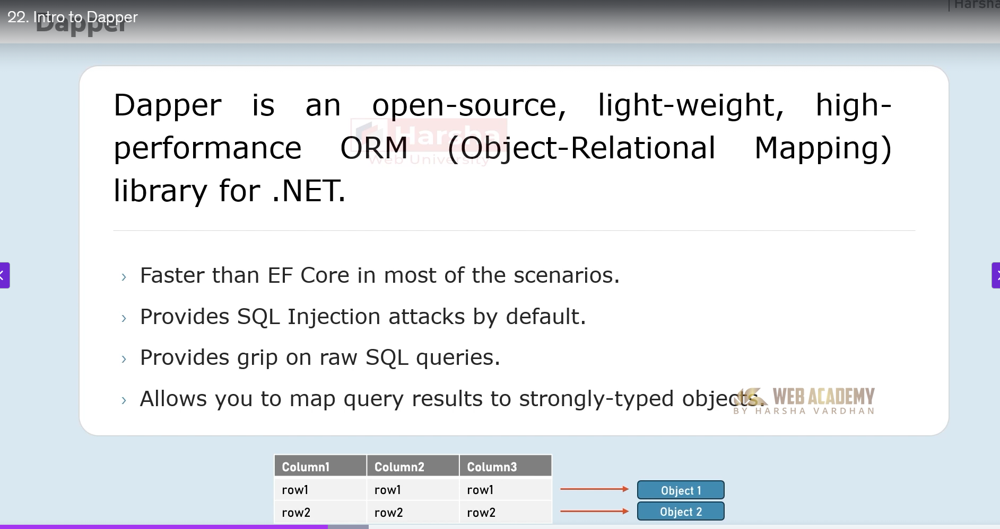 22. Intro to Dapper
Dapper
Harsha
Dapper is an open-source, light-weight, high-
performance ORM (Object-Relational Mapping)
library for .NET.
Harsha
Web University
› Faster than EF Core in most of the scenarios.
› Provides SQL Injection attacks by default.
› Provides grip on raw SQL queries.
› Allows you to map query results to strongly-typed objects.
WEB ACADEMY
BY HARSHA VARDHAN
Column1 Column2 Column3
row1 row1 row1 Object 1
row2 row2 row2 Object 2